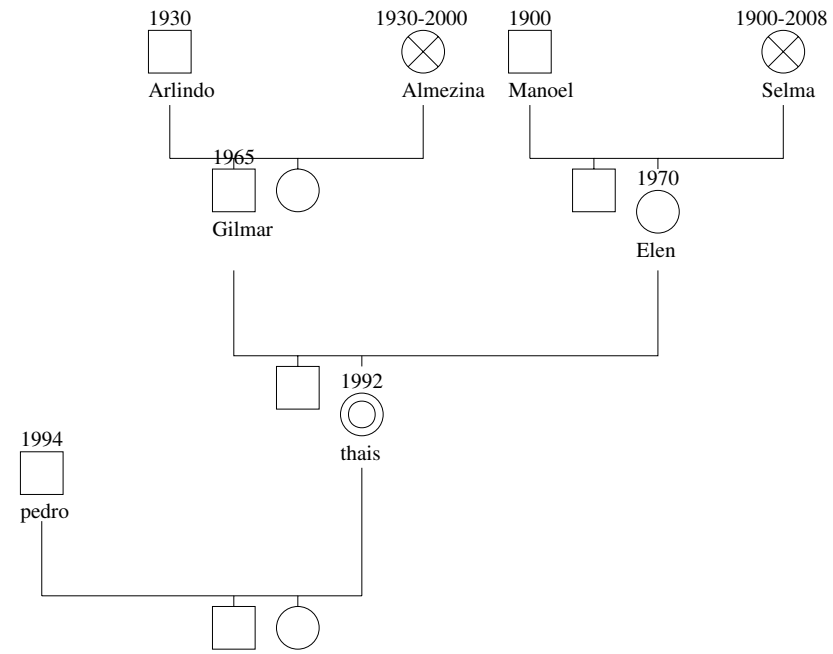 1930
1930-2000
1900
1900-2008
Arlindo
Almezina
Manoel
Selma
1965
1970
Gilmar
Elen
1992
thais
1994
pedro